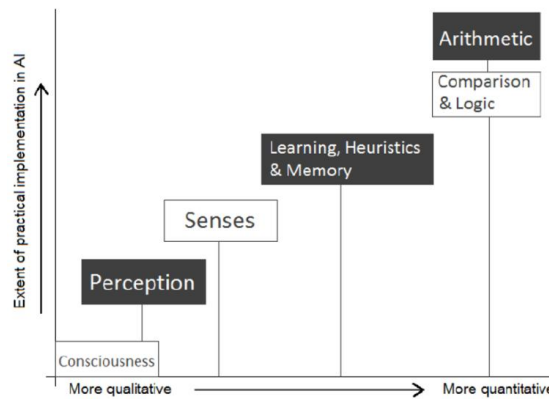 Arithmetic
Comparison
& Logic
Learning, Heuristics
& Memory
Senses
Perception
Consciousness
Extent of practical implementation in AI
More qualitative
More quantitative